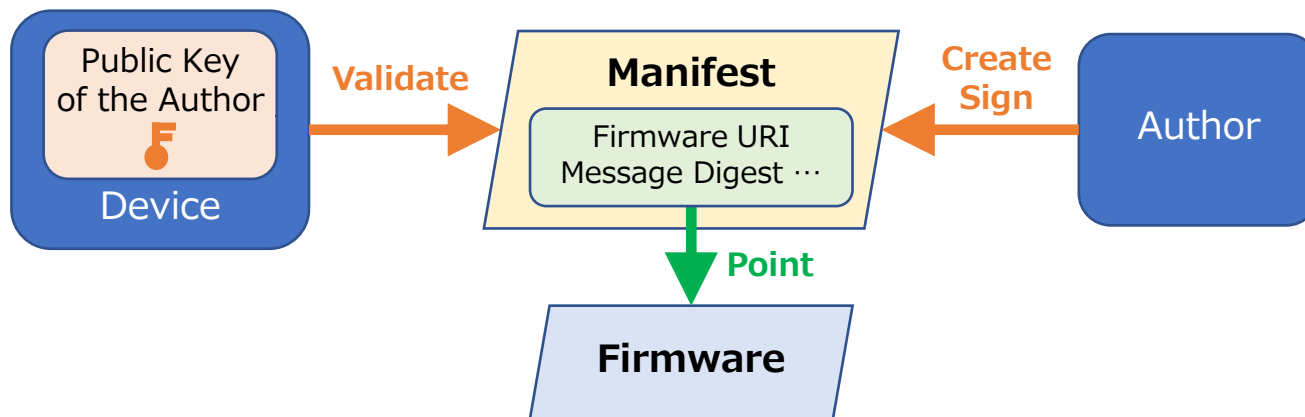 Public Key
of the Author
Device
Validate
Manifest
Firmware URI
Message Digest ⋯
Create
Sign
Author
Point
Firmware